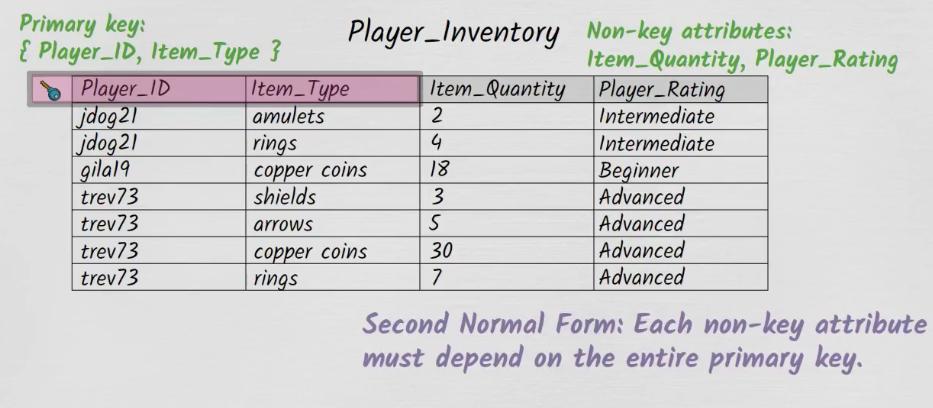 Primary key:
{ Player_ID, Item_Type }
Player_Inventory
Non-key attributes:
Item_Quantity, Player_Rating
Player_ID Item_Type Item_Quantity Player_Rating
jdog21 amulets 2 Intermediate
jdog21 rings 4 Intermediate
gila19 copper coins 18 Beginner
trev73 shields 3 Advanced
trev73 arrows 5 Advanced
trev73 copper coins 30 Advanced
trev73 rings 7 Advanced
Second Normal Form: Each non-key attribute
must depend on the entire primary key.